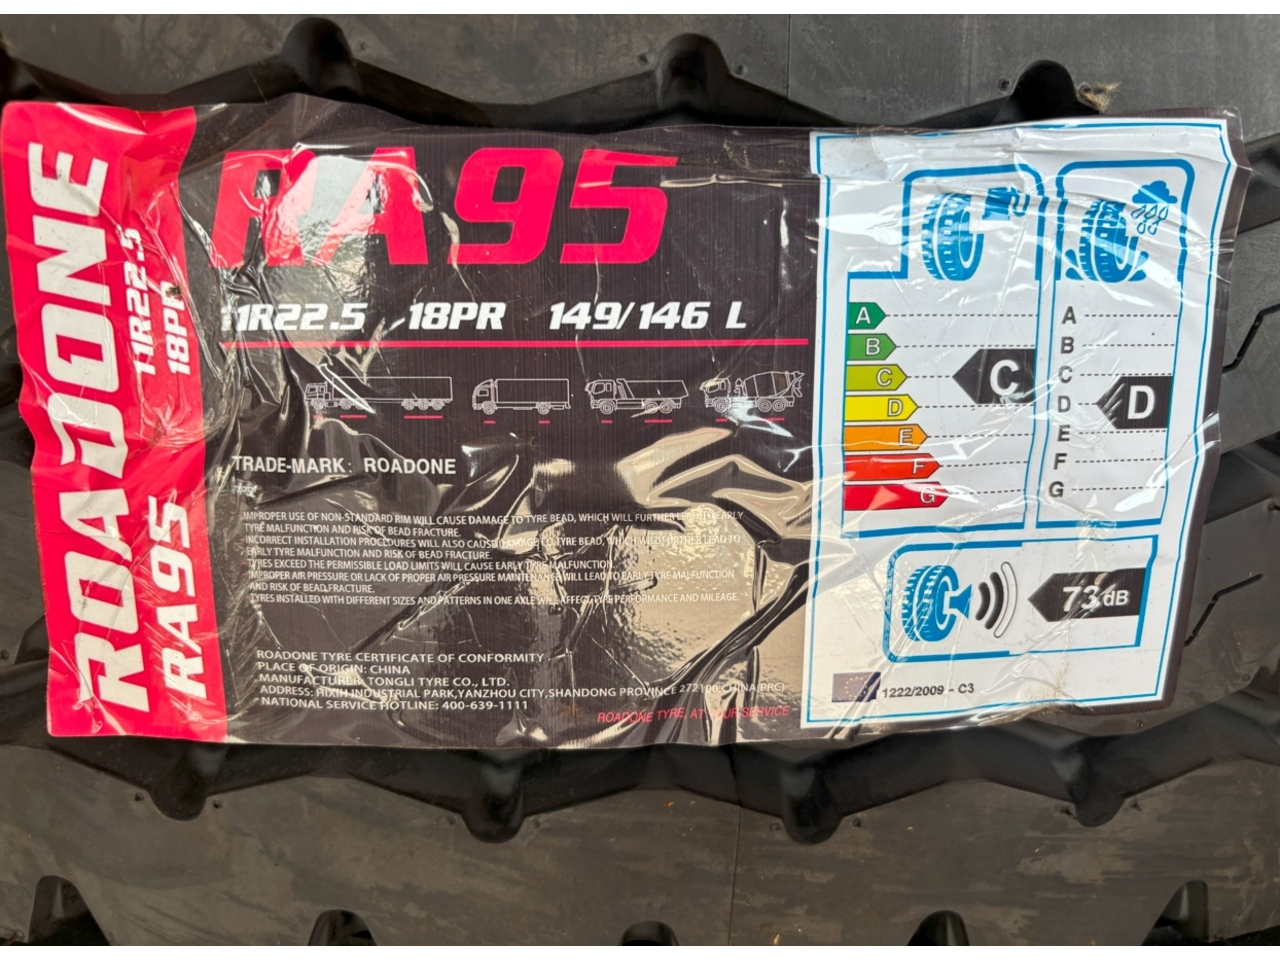 ROADONE
11R22.5
18PR
RA95
RA95
11R22.5 18PR 149/146 L
TRADE-MARK: ROADONE
IMPROPER USE OF NON-STANDARD RIM WILL CAUSE DAMAGE TO TYRE BEAD, WHICH WILL FURTHER LEAD TO EARLY
TYRE MALFUNCTION AND RISK OF BEAD FRACTURE.
INCORRECT INSTALLATION PROCEDURES WILL ALSO CAUSE DAMAGE TO TYRE BEAD, WHICH WILL FURTHER LEAD TO
EARLY TYRE MALFUNCTION AND RISK OF BEAD FRACTURE.
TYRES EXCEED THE PERMISSIBLE LOAD LIMITS WILL CAUSE EARLY TYRE MALFUNCTION.
IMPROPER AIR PRESSURE OR LACK OF PROPER AIR PRESSURE MAINTENANCE WILL LEAD TO EARLY TYRE MALFUNCTION
AND RISK OF BEAD FRACTURE.
TYRES INSTALLED WITH DIFFERENT SIZES AND PATTERNS IN ONE AXLE WILL AFFECT TYRE PERFORMANCE AND MILEAGE.
ROADONE TYRE CERTIFICATE OF CONFORMITY
PLACE OF ORIGIN: CHINA
MANUFACTURER: TONGLI TYRE CO., LTD.
ADDRESS: HIXIH INDUSTRIAL PARK,YANZHOU CITY,SHANDONG PROVINCE 272100,CHINA(PRC)
NATIONAL SERVICE HOTLINE: 400-639-1111
ROADONE TYRE, AT YOUR SERVICE
A
B
C
D
E
F
G
C
A
B
C
D
E
F
G
D
73 dB
1222/2009 - C3